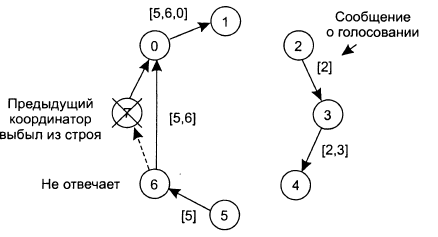 [5,6,0]
1
Сообщение
о голосовании
0
2
[2]
Предыдущий
координатор
выбыл из строя
7
[5,6]
3
[2,3]
Не отвечает
6
4
[5]
5